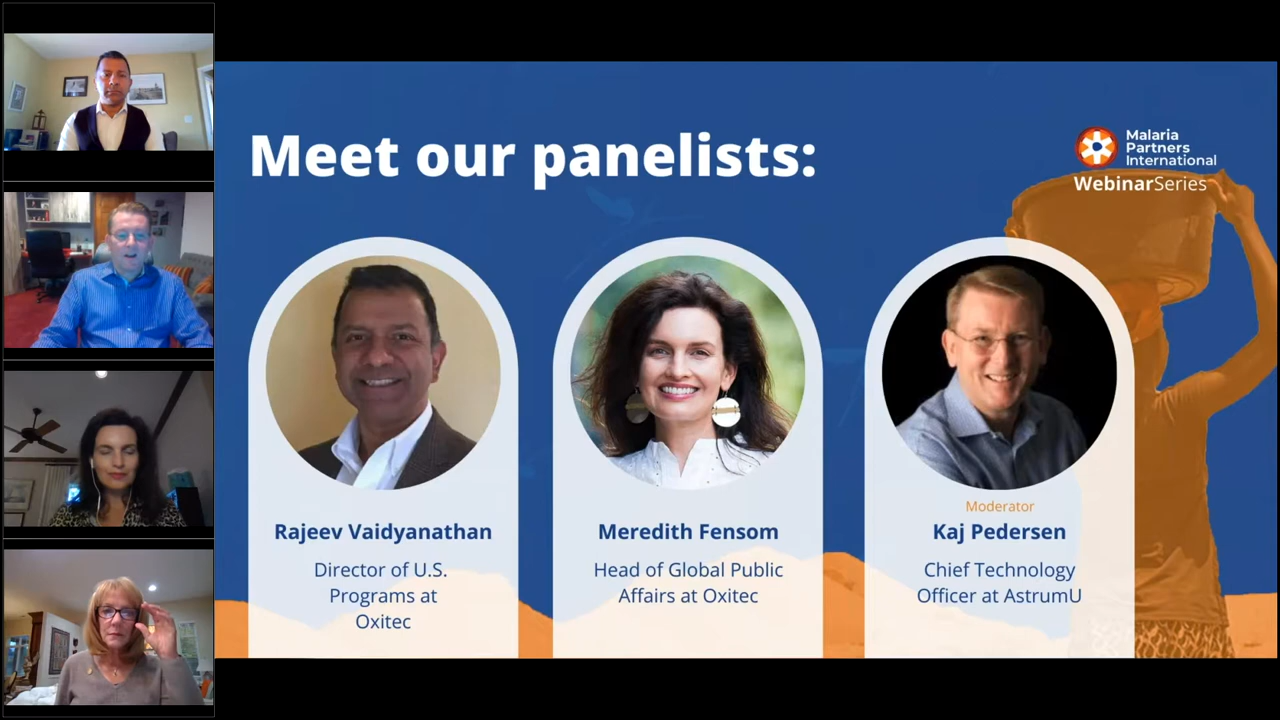 Meet our panelists:
Malaria
Partners
International
WebinarSeries
Rajeev Vaidyanathan
Director of U.S.
Programs at
Oxitec
Meredith Fensom
Head of Global Public
Affairs at Oxitec
Moderator
Kaj Pedersen
Chief Technology
Officer at AstrumU